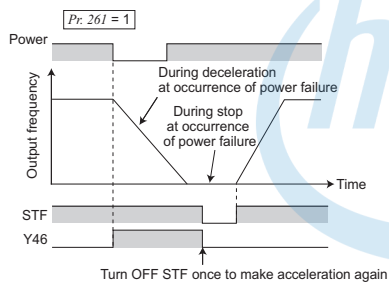 Pr. 261 = 1
Power
During deceleration
at occurrence of power failure
During stop
at occurrence
of power failure
Output frequency
Time
STF
Y46
Turn OFF STF once to make acceleration again